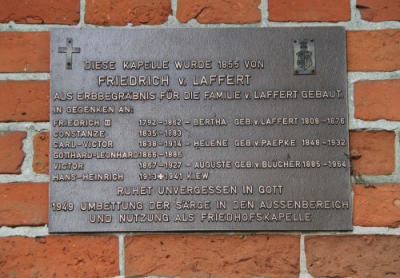 DIESE KAPELLE WURDE 1855 VON
FRIEDRICH v. LAFFERT
ALS ERBBEGRÄBNIS FÜR DIE FAMILIE v. LAFFERT GEBAUT.
IN GEDENKEN AN:
FRIEDRICH III 1792-1862 - BERTHA GEB. v. LAFFERT 1808-1876
CONSTANZE 1835-1883
CARL-VICTOR 1838-1914 - HELENE GEB. v. PAEPKE 1848-1932
GOTTHARD-LEONHARD 1866-1886
VICTOR 1867-1927 - AUGUSTE GEB. v. BLÜCHER 1885-1964
HANS-HEINRICH 1913✠1941 KIEW
RUHET UNVERGESSEN IN GOTT
1949 UMBETTUNG DER SÄRGE IN DEN AUSSENBEREICH
UND NUTZUNG ALS FRIEDHOFSKAPELLE